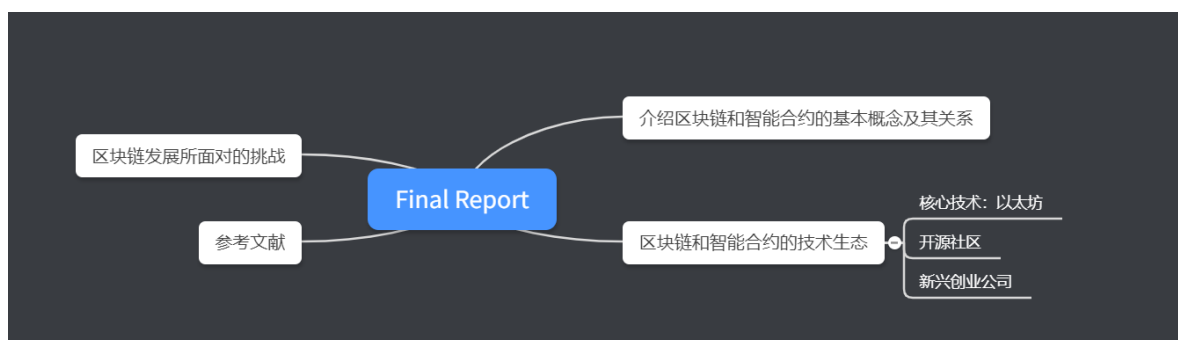 Final Report
介绍区块链和智能合约的基本概念及其关系
区块链和智能合约的技术生态
核心技术：以太坊
开源社区
新兴创业公司
区块链发展所面对的挑战
参考文献